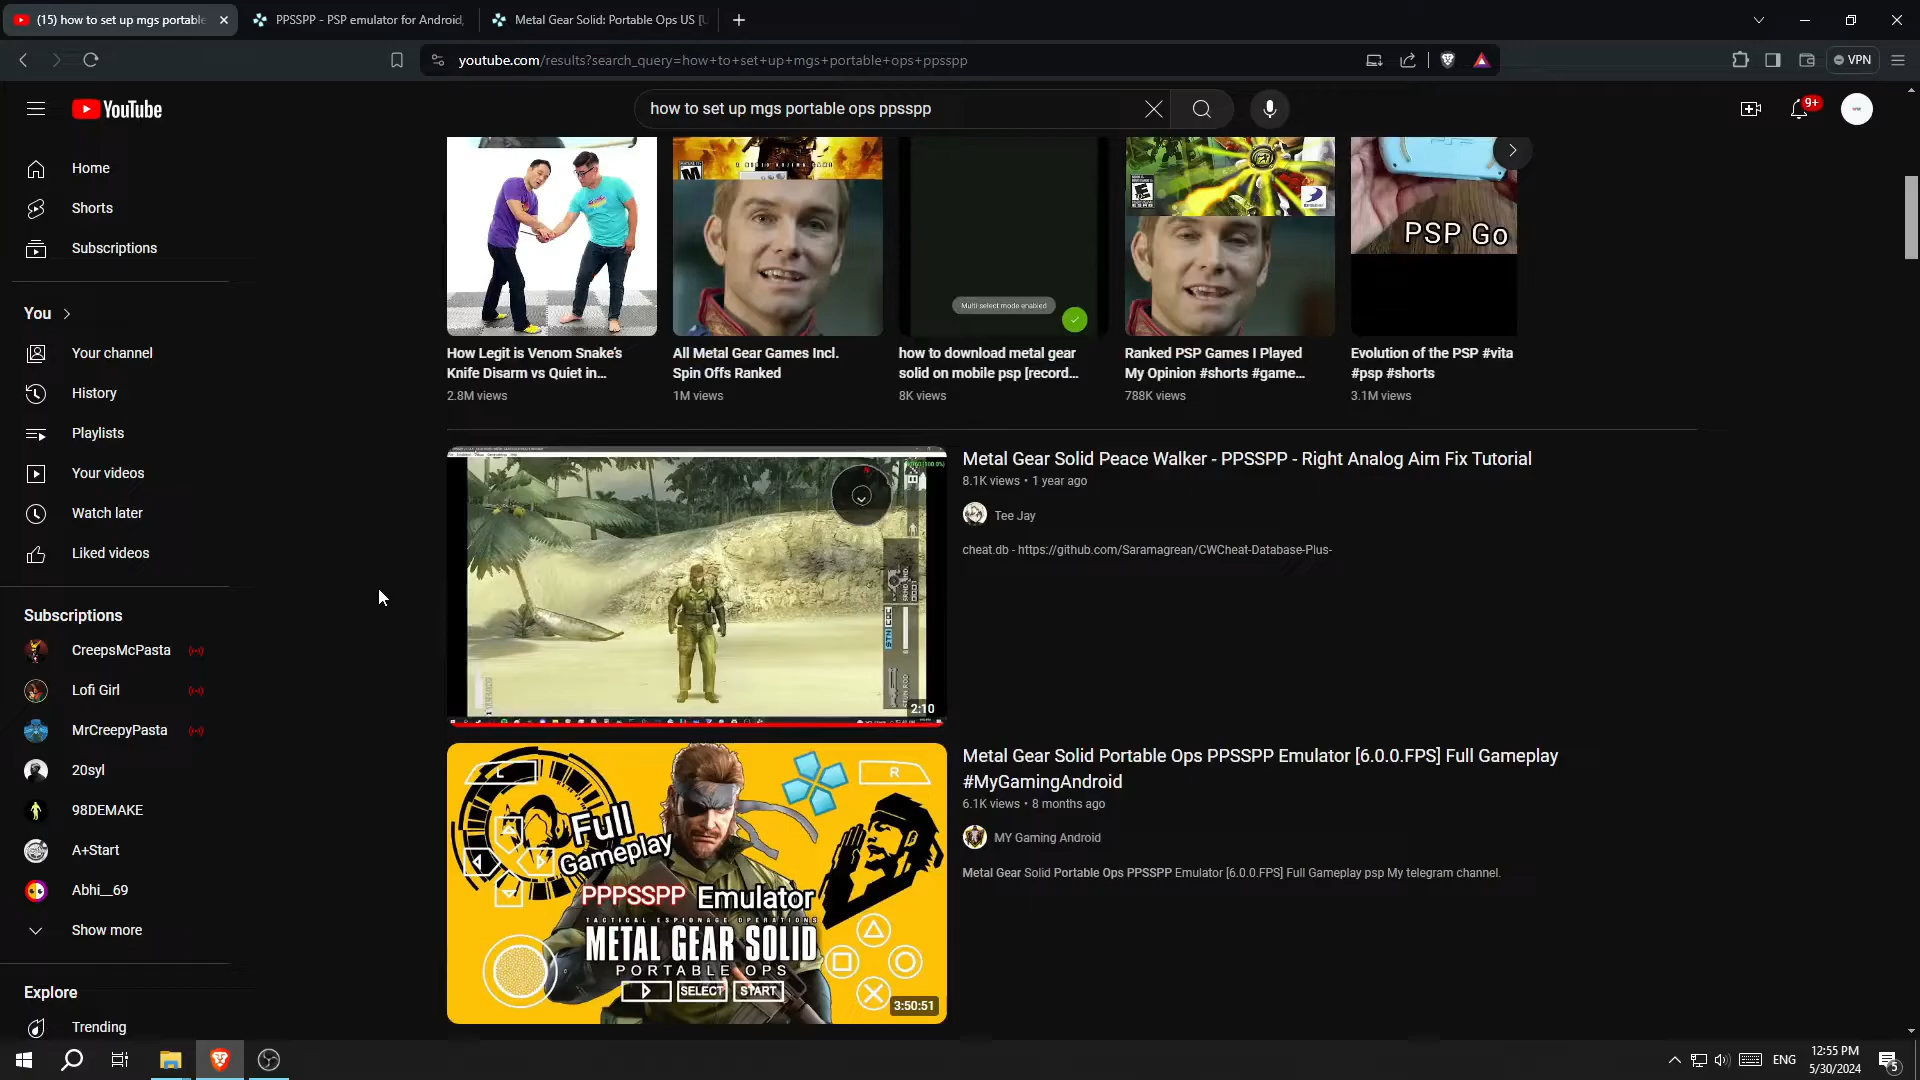 (15) how to set up mgs portable
PPSSPP - PSP emulator for Android,
Metal Gear Solid: Portable Ops US [U
youtube.com/results?search_query=how+to+set+up+mgs+portable+ops+ppsspp
VPN
YouTube
how to set up mgs portable ops ppsspp
9+
Home
Shorts
Subscriptions
You
Your channel
History
Playlists
Your videos
Watch later
Liked videos
Subscriptions
CreepsMcPasta
Lofi Girl
MrCreepyPasta
20syl
98DEMAKE
A+Start
Abhi__69
Show more
Explore
Trending
Multi select mode enabled
PSP Go
How Legit is Venom Snake's
Knife Disarm vs Quiet in...
2.8M views
All Metal Gear Games Incl.
Spin Offs Ranked
1M views
how to download metal gear
solid on mobile psp [record...
8K views
Ranked PSP Games I Played
My Opinion #shorts #game...
788K views
Evolution of the PSP #vita
#psp #shorts
3.1M views
2:10
Metal Gear Solid Peace Walker - PPSSPP - Right Analog Aim Fix Tutorial
8.1K views • 1 year ago
Tee Jay
cheat.db - https://github.com/Saramagrean/CWCheat-Database-Plus-
L
R
Full
Gameplay
PPPSSPP Emulator
TACTICAL ESPIONAGE OPERATIONS
METAL GEAR SOLID
PORTABLE OPS
SELECT
START
3:50:51
Metal Gear Solid Portable Ops PPSSPP Emulator [6.0.0.FPS] Full Gameplay
#MyGamingAndroid
6.1K views • 8 months ago
MY Gaming Android
Metal Gear Solid Portable Ops PPSSPP Emulator [6.0.0.FPS] Full Gameplay psp My telegram channel.
ENG
12:55 PM
5/30/2024
5